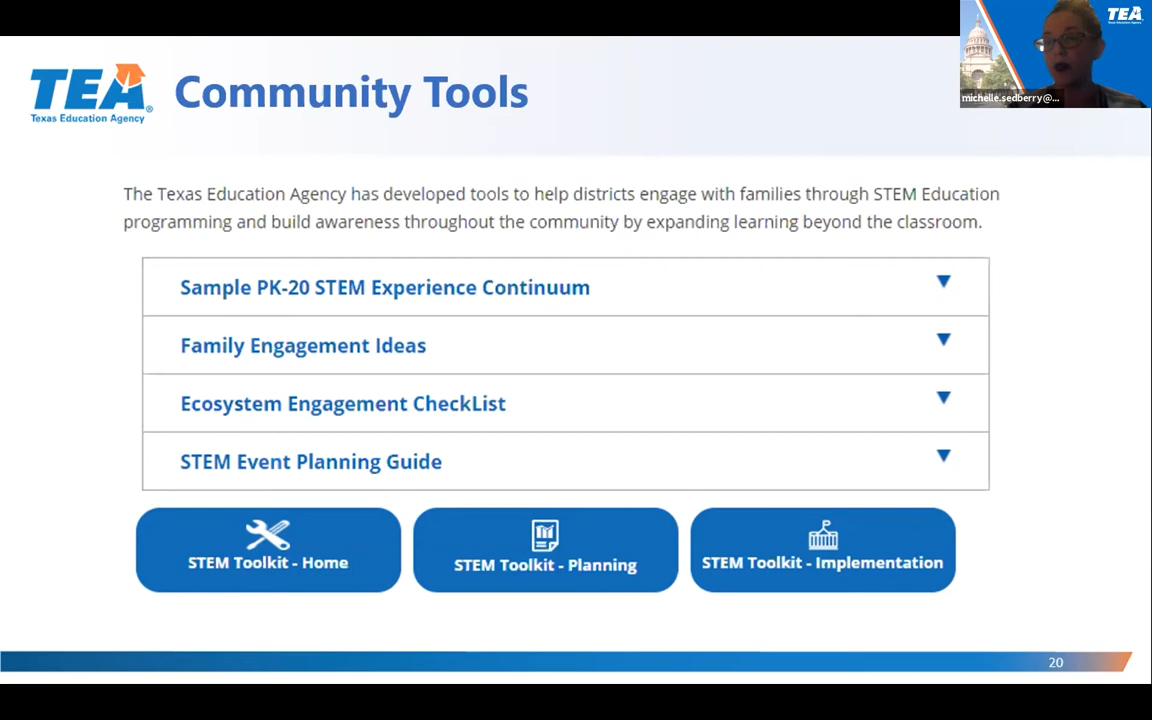 TEA
Texas Education Agency
Community Tools
TEA
Texas Education Agency
michelle.sedberry@...
The Texas Education Agency has developed tools to help districts engage with families through STEM Education
programming and build awareness throughout the community by expanding learning beyond the classroom.
Sample PK-20 STEM Experience Continuum
Family Engagement Ideas
Ecosystem Engagement CheckList
STEM Event Planning Guide
STEM Toolkit - Home
STEM Toolkit - Planning
STEM Toolkit - Implementation
20